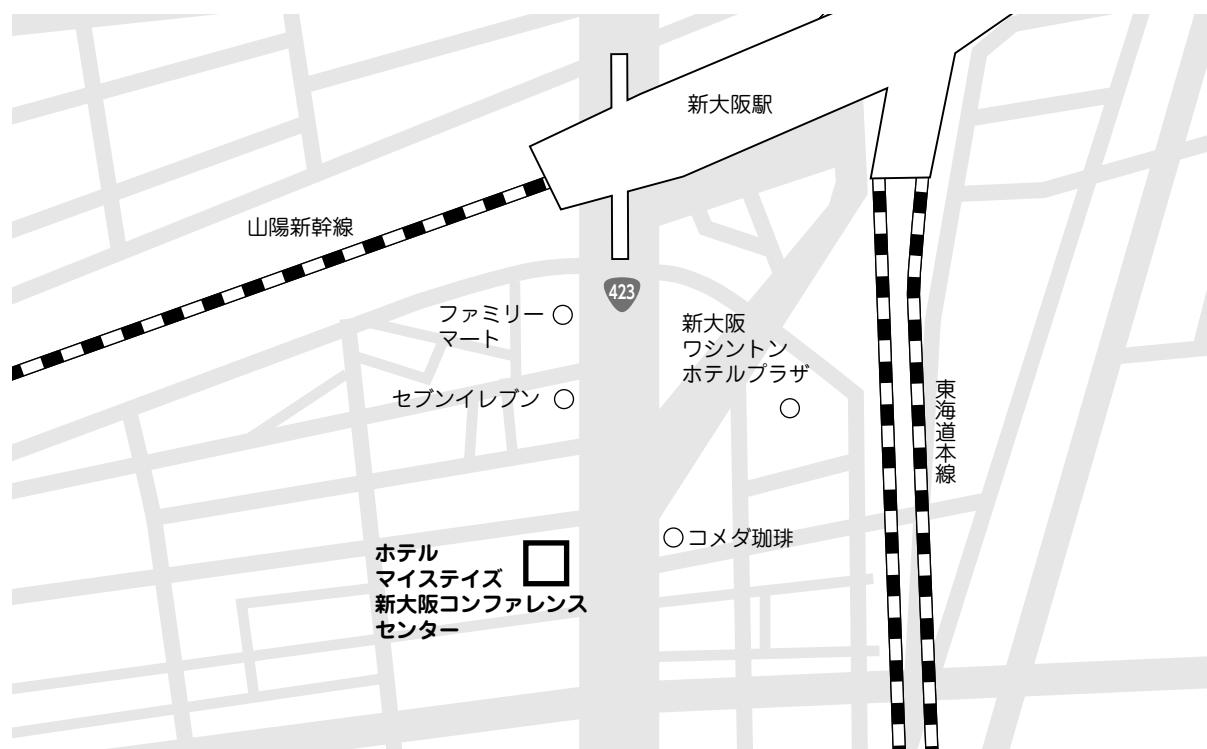 新大阪駅
山陽新幹線
423
ファミリー
マート
新大阪
ワシントン
ホテルプラザ
セブンイレブン
東海道本線
コメダ珈琲
ホテル
マイステイズ
新大阪コンファレンス
センター